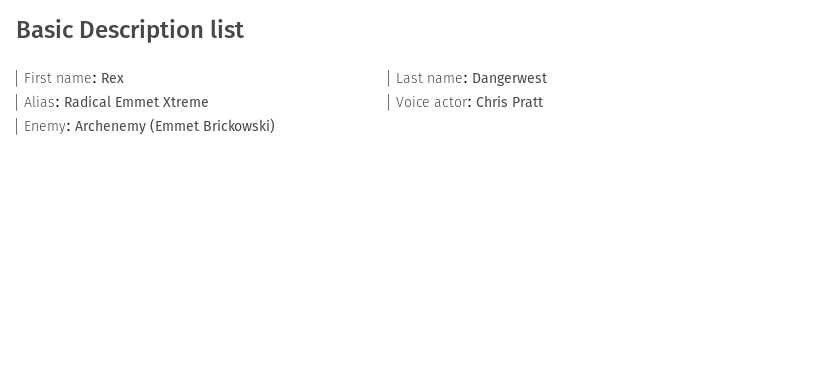 Basic Description list
First name: Rex
Last name: Dangerwest
Alias: Radical Emmet Xtreme
Voice actor: Chris Pratt
Enemy: Archenemy (Emmet Brickowski)